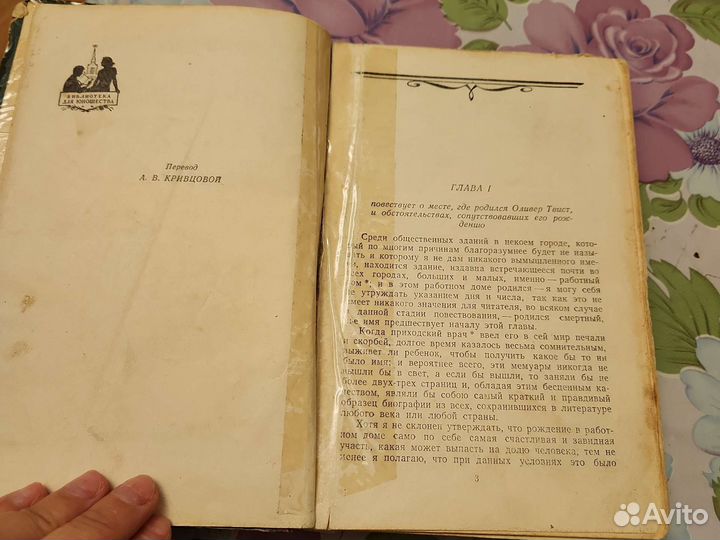 БИБЛИОТЕКА
ДЛЯ ЮНОШЕСТВА
Перевод
А. В. КРИВЦОВОЙ
ГЛАВА I
повествует о месте, где родился Оливер Твист,
и обстоятельствах, сопутствовавших его рож-
дению
Среди общественных зданий в некоем городе, кото-
рый по многим причинам благоразумнее будет не назы-
вать и которому я не дам никакого вымышленного име-
ни, находится здание, издавна встречающееся почти во
всех городах, больших и малых, именно — работный
дом *; и в этом работном доме родился — я могу себя
не утруждать указанием дня и числа, так как это не
имеет никакого значения для читателя, во всяком случае
в данной стадии повествования, — родился смертный,
чье имя предшествует началу этой главы.
Когда приходский врач * ввел его в сей мир печали
и скорбей, долгое время казалось весьма сомнительным,
выживет ли ребенок, чтобы получить какое бы то ни
было имя; и вероятнее всего, эти мемуары никогда не
вышли бы в свет, а если бы вышли, то заняли бы не
более двух-трех страниц и, обладая этим бесценным ка-
чеством, являли бы собою самый краткий и правдивый
образец биографии из всех, сохранившихся в литературе
любого века или любой страны.
Хотя я не склонен утверждать, что рождение в работ-
ном доме само по себе самая счастливая и завидная
участь, какая может выпасть на долю человека, тем не
менее я полагаю, что при данных условиях это было
3
Avito